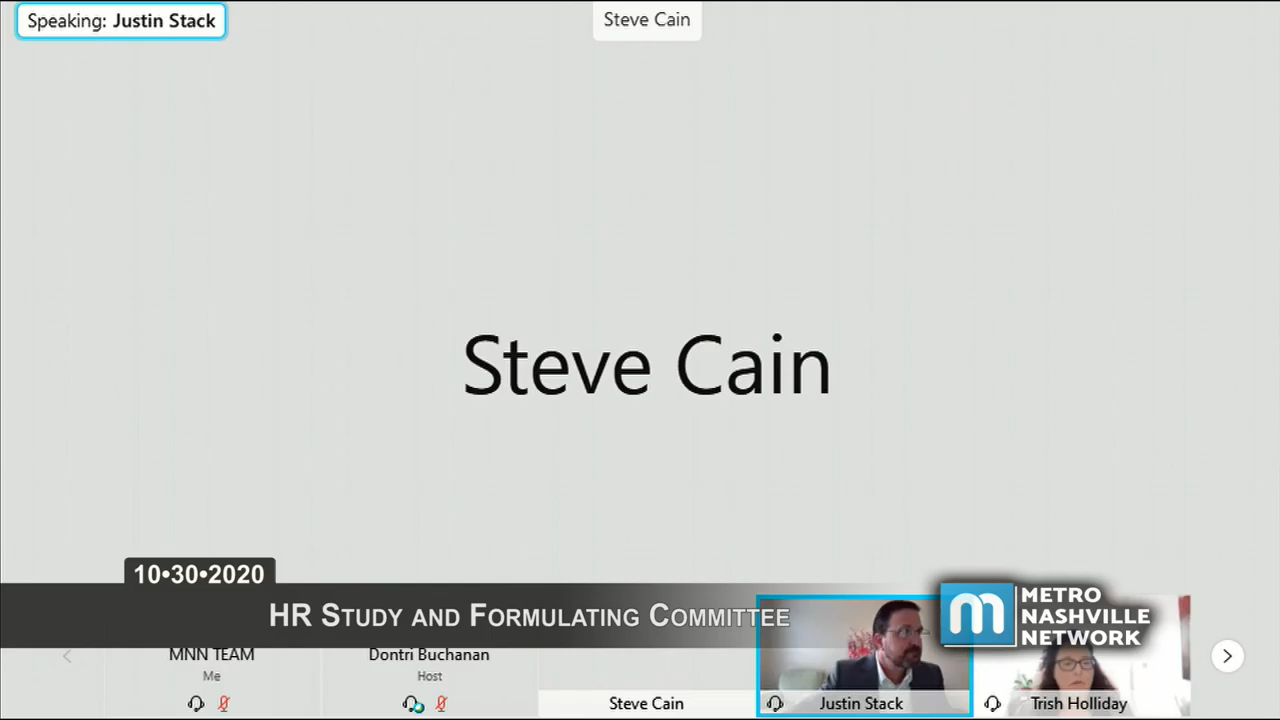 Speaking: Justin Stack
Steve Cain
Steve Cain
10•30•2020
HR STUDY AND FORMULATING COMMITTEE
m METRO
NASHVILLE
NETWORK
MNN TEAM
Me
Dontri Buchanan
Host
Steve Cain
Justin Stack
Trish Holliday